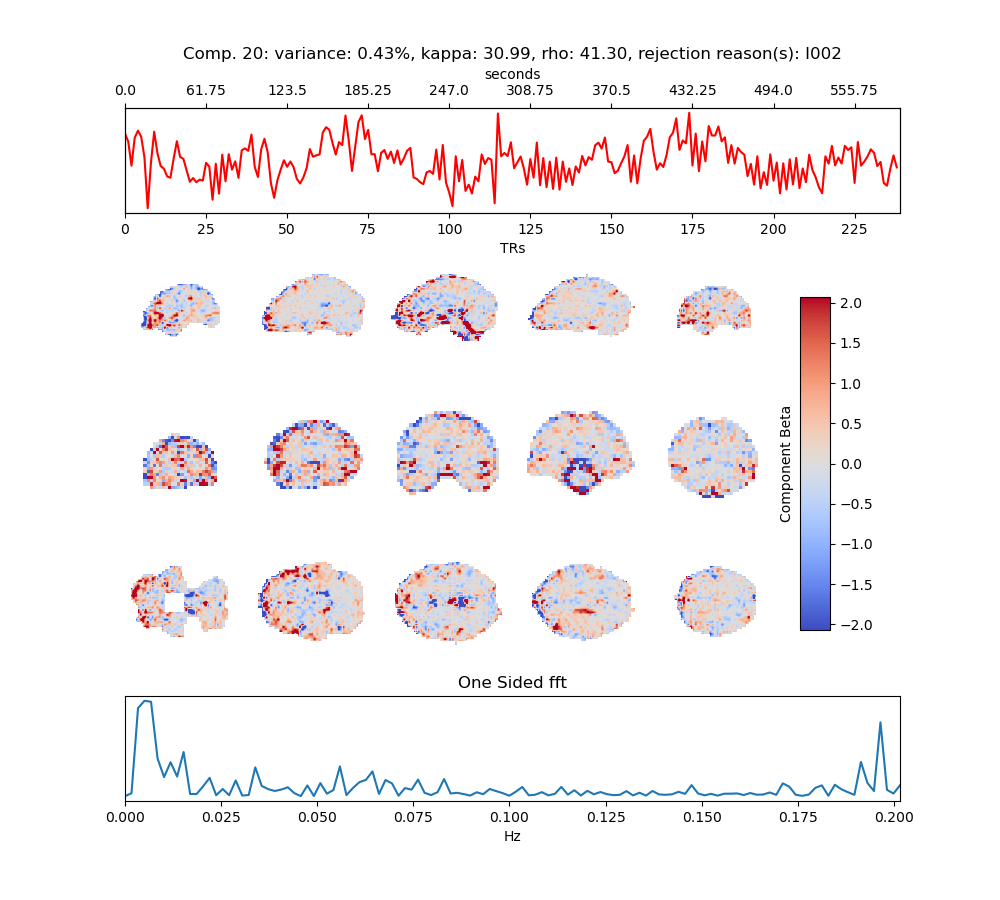 Comp. 20: variance: 0.43%, kappa: 30.99, rho: 41.30, rejection reason(s): I002
seconds
0.0 61.75 123.5 185.25 247.0 308.75 370.5 432.25 494.0 555.75
0 25 50 75 100 125 150 175 200 225
TRs
2.0
1.5
1.0
0.5
0.0
−0.5
−1.0
−1.5
−2.0
Component Beta
One Sided fft
0.000 0.025 0.050 0.075 0.100 0.125 0.150 0.175 0.200
Hz